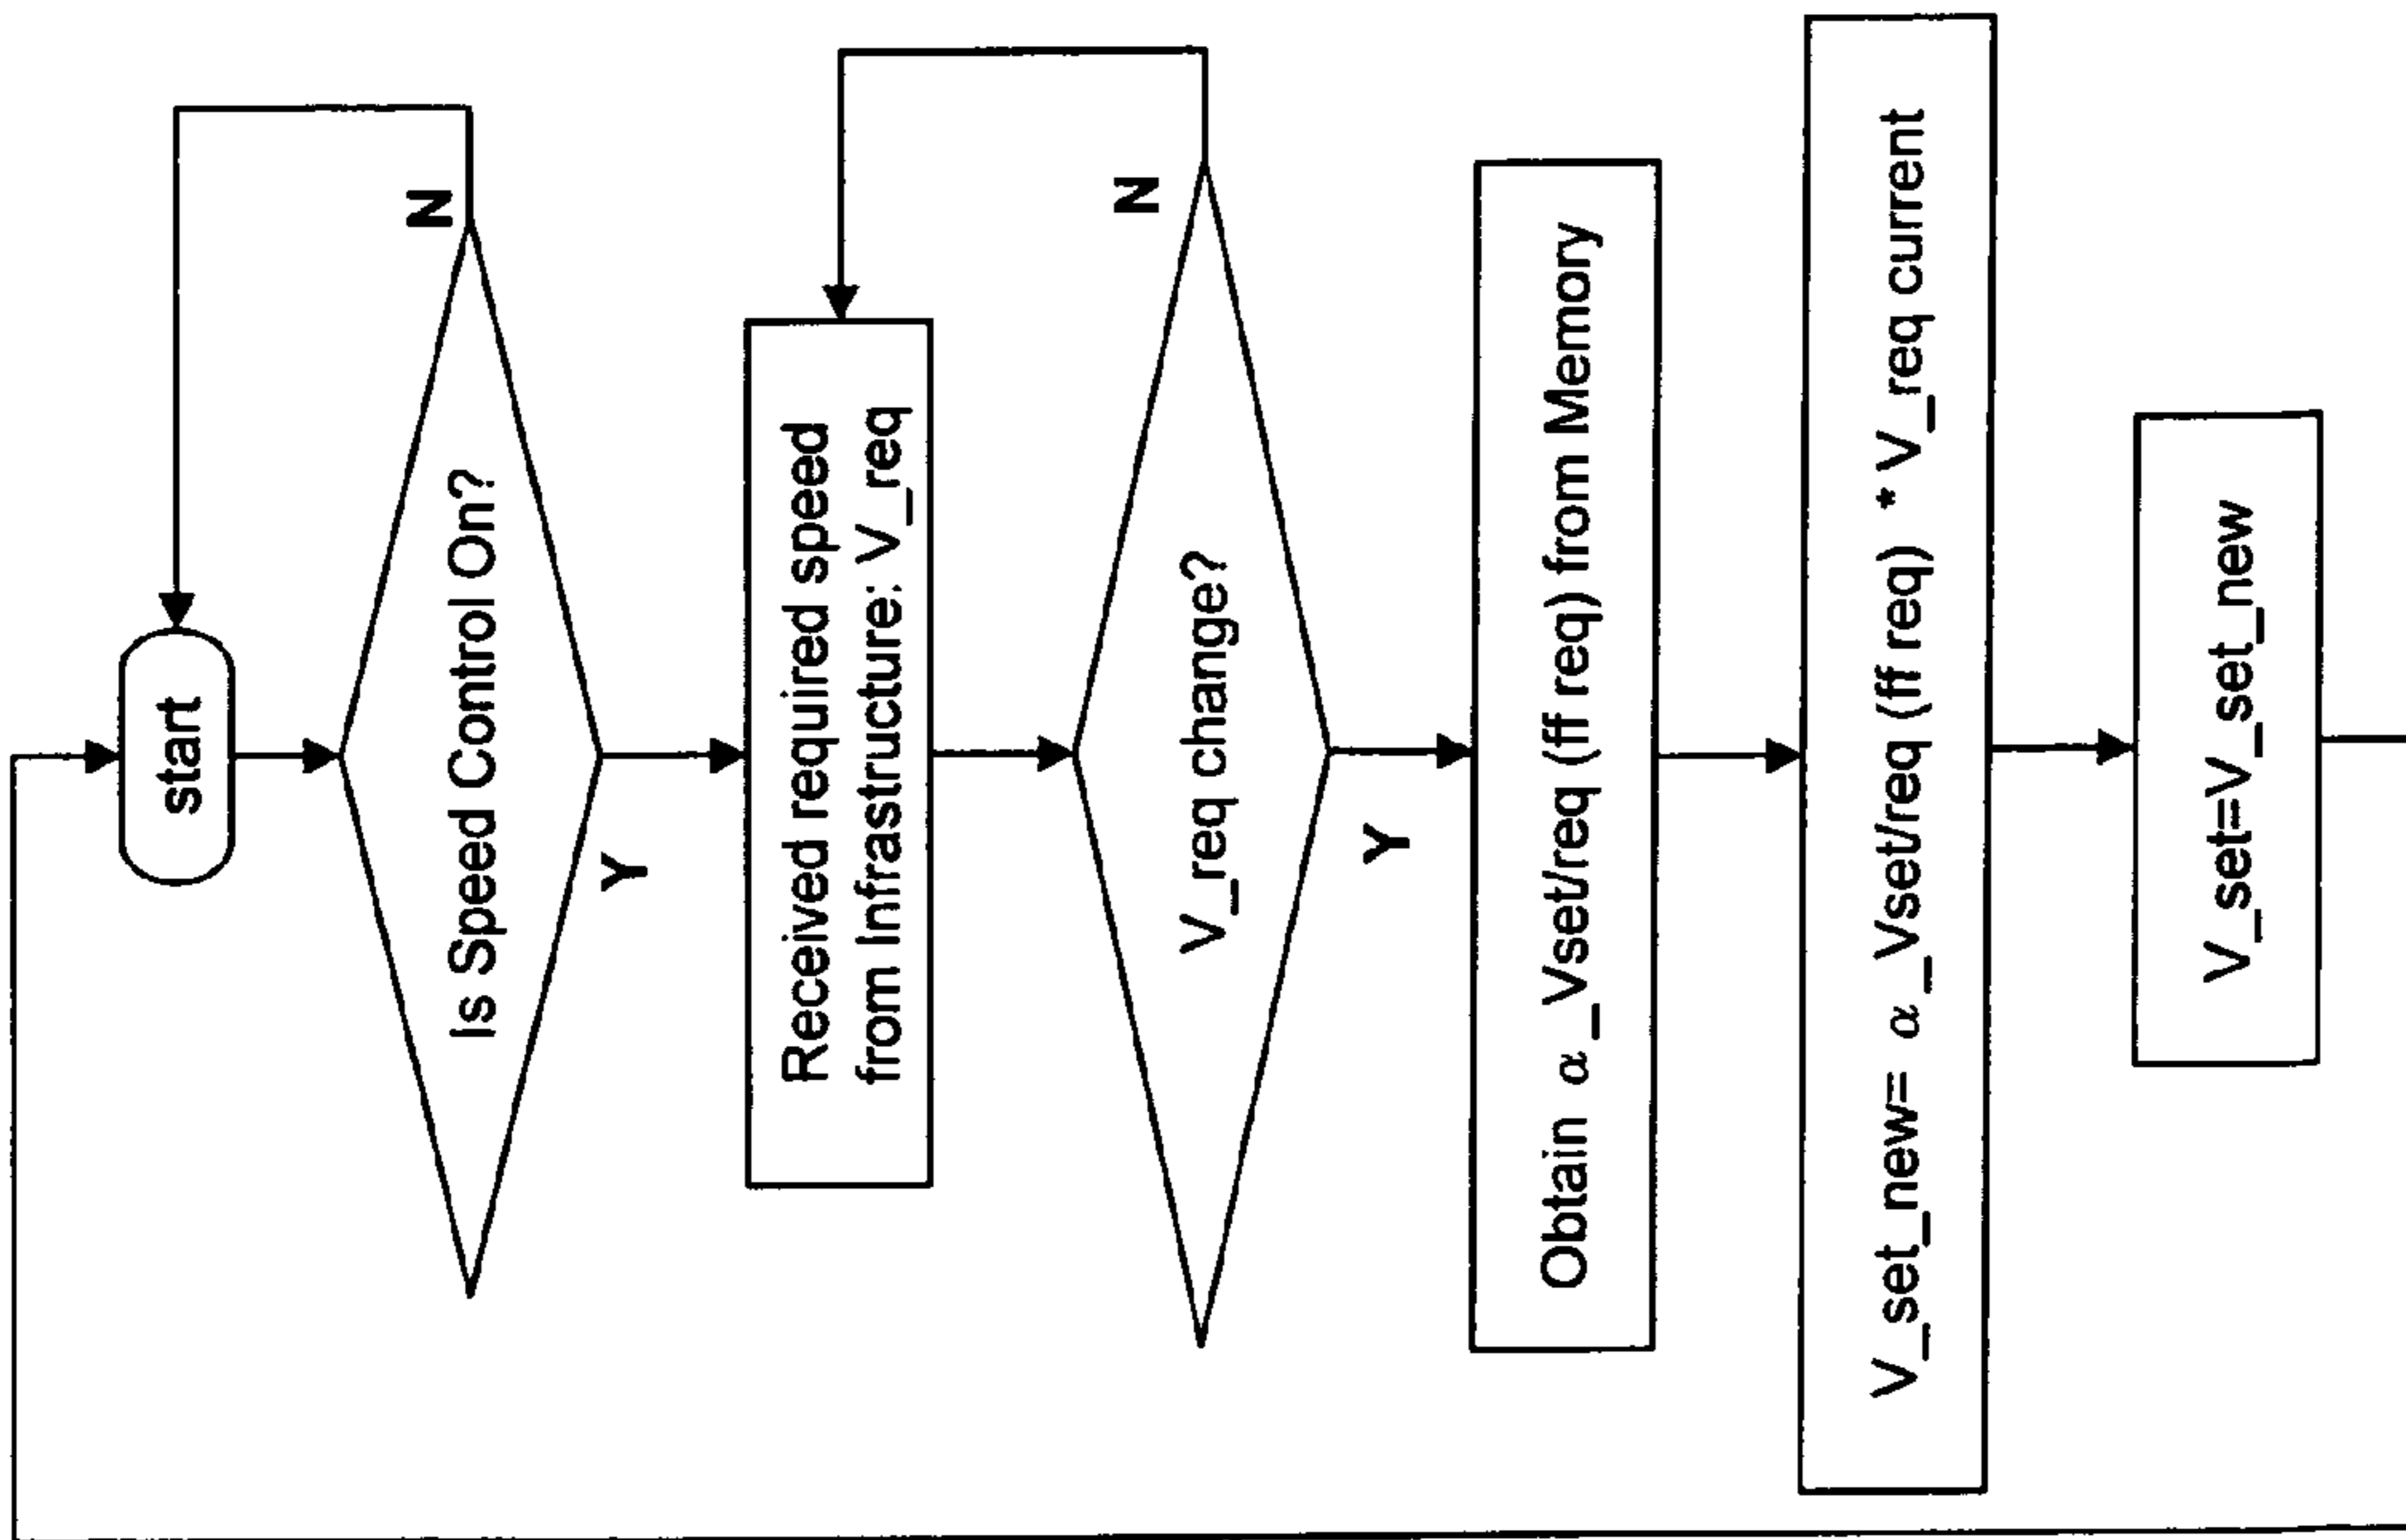 start
Is Speed Control On?
N
Y
Received required speed
from Infrastructure: V_req
V_req change?
N
Y
Obtain α_Vset/req (ff req) from Memory
V_set_new= α_Vset/req (ff req) * V_req current
V_set=V_set_new